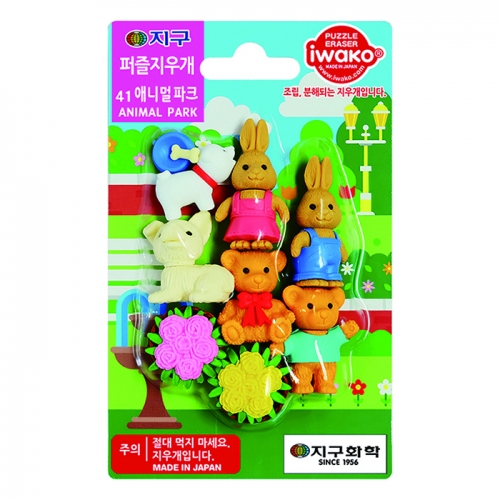 지구
퍼즐지우개
41 애니멀 파크
ANIMAL PARK
PUZZLE
ERASER
iwako®
MADE IN JAPAN
www.iwako.com
조립, 분해되는 지우개입니다.
주의
절대 먹지 마세요.
지우개입니다.
MADE IN JAPAN
지구화학
SINCE 1956